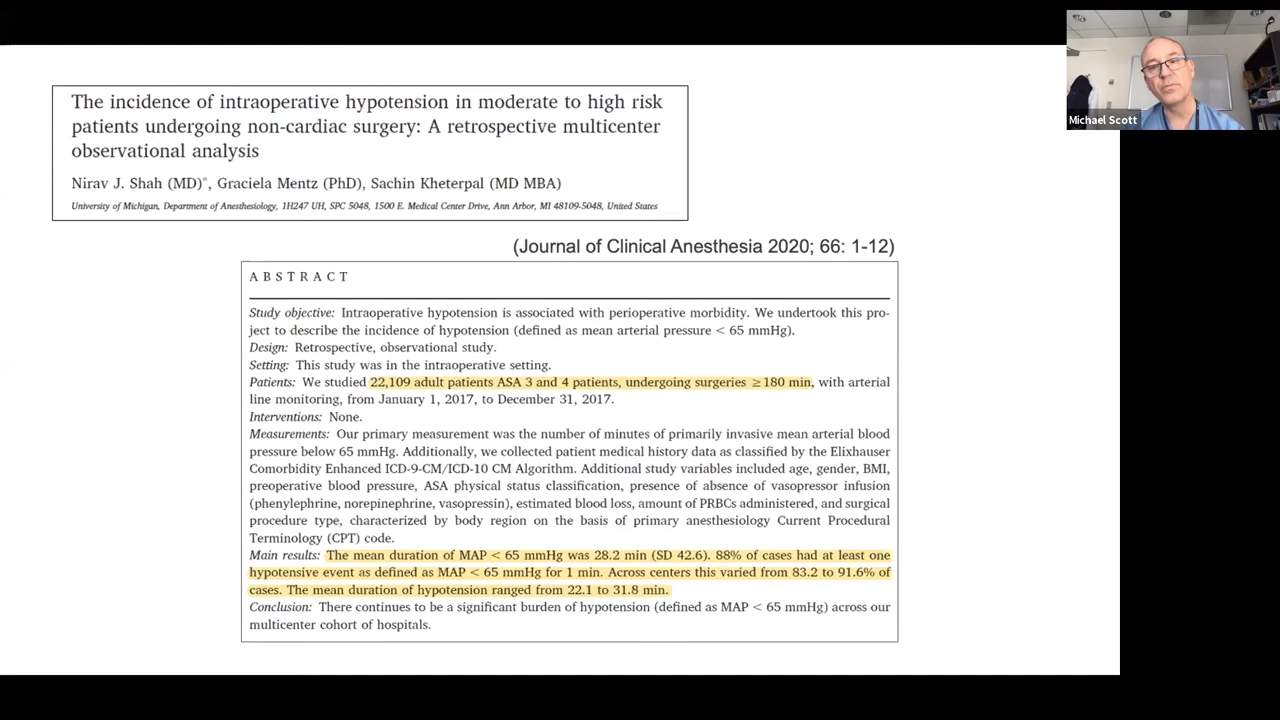 The incidence of intraoperative hypotension in moderate to high risk
patients undergoing non-cardiac surgery: A retrospective multicenter
observational analysis
Nirav J. Shah (MD)*, Graciela Mentz (PhD), Sachin Kheterpal (MD MBA)
University of Michigan, Department of Anesthesiology, 1H247 UH, SPC 5048, 1500 E. Medical Center Drive, Ann Arbor, MI 48109-5048, United States
Michael Scott
(Journal of Clinical Anesthesia 2020; 66: 1-12)
ABSTRACT
Study objective: Intraoperative hypotension is associated with perioperative morbidity. We undertook this pro-
ject to describe the incidence of hypotension (defined as mean arterial pressure < 65 mmHg).
Design: Retrospective, observational study.
Setting: This study was in the intraoperative setting.
Patients: We studied 22,109 adult patients ASA 3 and 4 patients, undergoing surgeries ≥180 min, with arterial
line monitoring, from January 1, 2017, to December 31, 2017.
Interventions: None.
Measurements: Our primary measurement was the number of minutes of primarily invasive mean arterial blood
pressure below 65 mmHg. Additionally, we collected patient medical history data as classified by the Elixhauser
Comorbidity Enhanced ICD-9-CM/ICD-10 CM Algorithm. Additional study variables included age, gender, BMI,
preoperative blood pressure, ASA physical status classification, presence of absence of vasopressor infusion
(phenylephrine, norepinephrine, vasopressin), estimated blood loss, amount of PRBCs administered, and surgical
procedure type, characterized by body region on the basis of primary anesthesiology Current Procedural
Terminology (CPT) code.
Main results: The mean duration of MAP < 65 mmHg was 28.2 min (SD 42.6). 88% of cases had at least one
hypotensive event as defined as MAP < 65 mmHg for 1 min. Across centers this varied from 83.2 to 91.6% of
cases. The mean duration of hypotension ranged from 22.1 to 31.8 min.
Conclusion: There continues to be a significant burden of hypotension (defined as MAP < 65 mmHg) across our
multicenter cohort of hospitals.